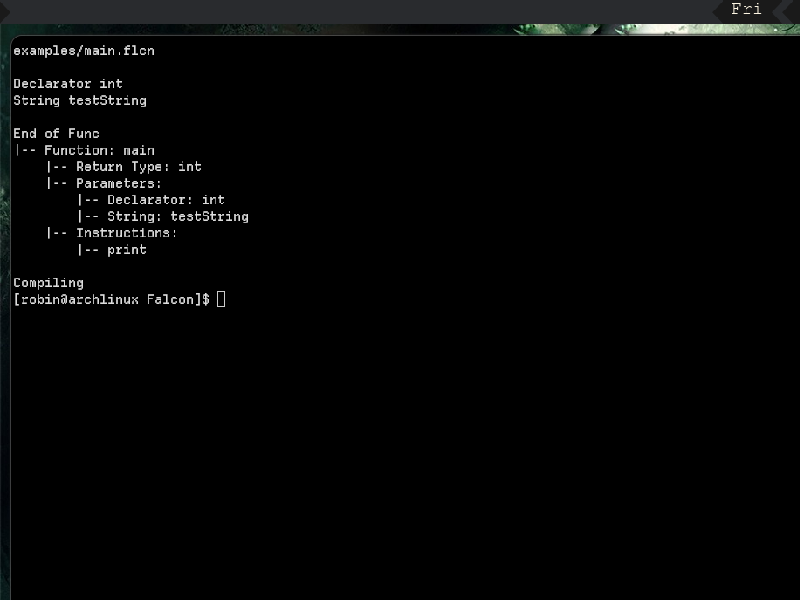 Fri
examples/main.flcn
Declarator int
String testString
End of Func
|-- Function: main
|-- Return Type: int
|-- Parameters:
|-- Declarator: int
|-- String: testString
|-- Instructions:
|-- print
Compiling
[robin@archlinux Falcon]$